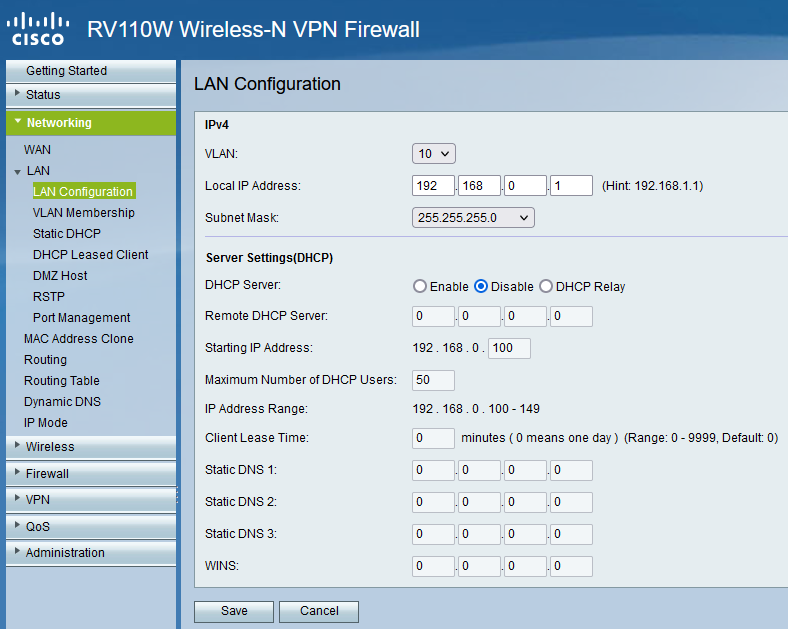 CISCO RV110W Wireless-N VPN Firewall
Getting Started
Status
Networking
WAN
LAN
LAN Configuration
VLAN Membership
Static DHCP
DHCP Leased Client
DMZ Host
RSTP
Port Management
MAC Address Clone
Routing
Routing Table
Dynamic DNS
IP Mode
Wireless
Firewall
VPN
QoS
Administration
LAN Configuration
IPv4
VLAN: 10
Local IP Address: 192 . 168 . 0 . 1 (Hint: 192.168.1.1)
Subnet Mask: 255.255.255.0
Server Settings(DHCP)
DHCP Server: Enable Disable DHCP Relay
Remote DHCP Server: 0 . 0 . 0 . 0
Starting IP Address: 192 . 168 . 0 . 100
Maximum Number of DHCP Users: 50
IP Address Range: 192 . 168 . 0 . 100 - 149
Client Lease Time: 0 minutes ( 0 means one day ) (Range: 0 - 9999, Default: 0)
Static DNS 1: 0 . 0 . 0 . 0
Static DNS 2: 0 . 0 . 0 . 0
Static DNS 3: 0 . 0 . 0 . 0
WINS: 0 . 0 . 0 . 0
Save Cancel